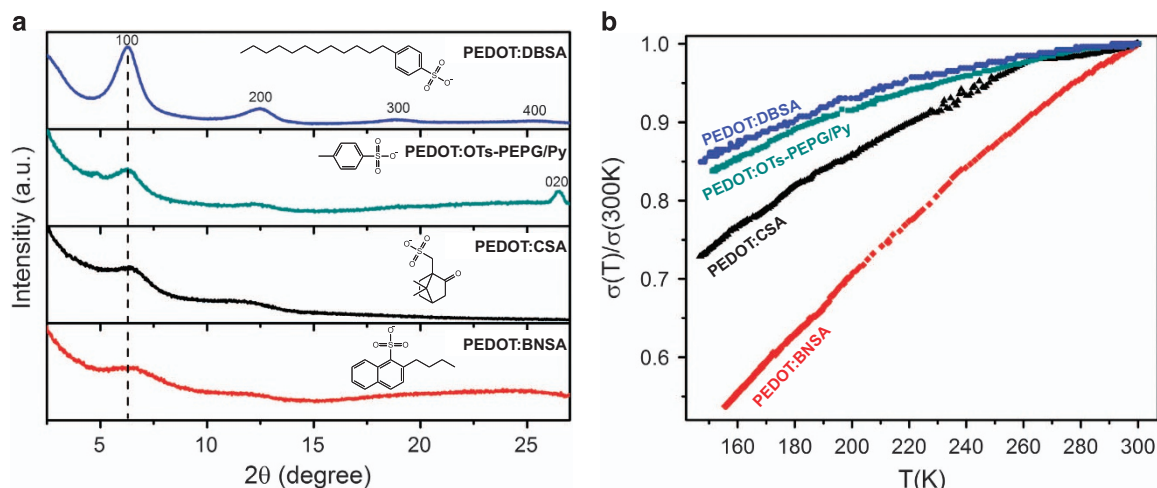 a
100
PEDOT:DBSA
O
S
O
O-
200
300
400
PEDOT:OTs-PEPG/Py
O
S
O-
O
020
PEDOT:CSA
O-
O
S
O
O
PEDOT:BNSA
O-
O
S
O
Intensitiy (a.u.)
5
10
15
20
25
2θ (degree)
b
1.0
0.9
0.8
0.7
0.6
σ(T)/σ(300K)
PEDOT:DBSA
PEDOT:OTs-PEPG/Py
PEDOT:CSA
PEDOT:BNSA
160
180
200
220
240
260
280
300
T(K)